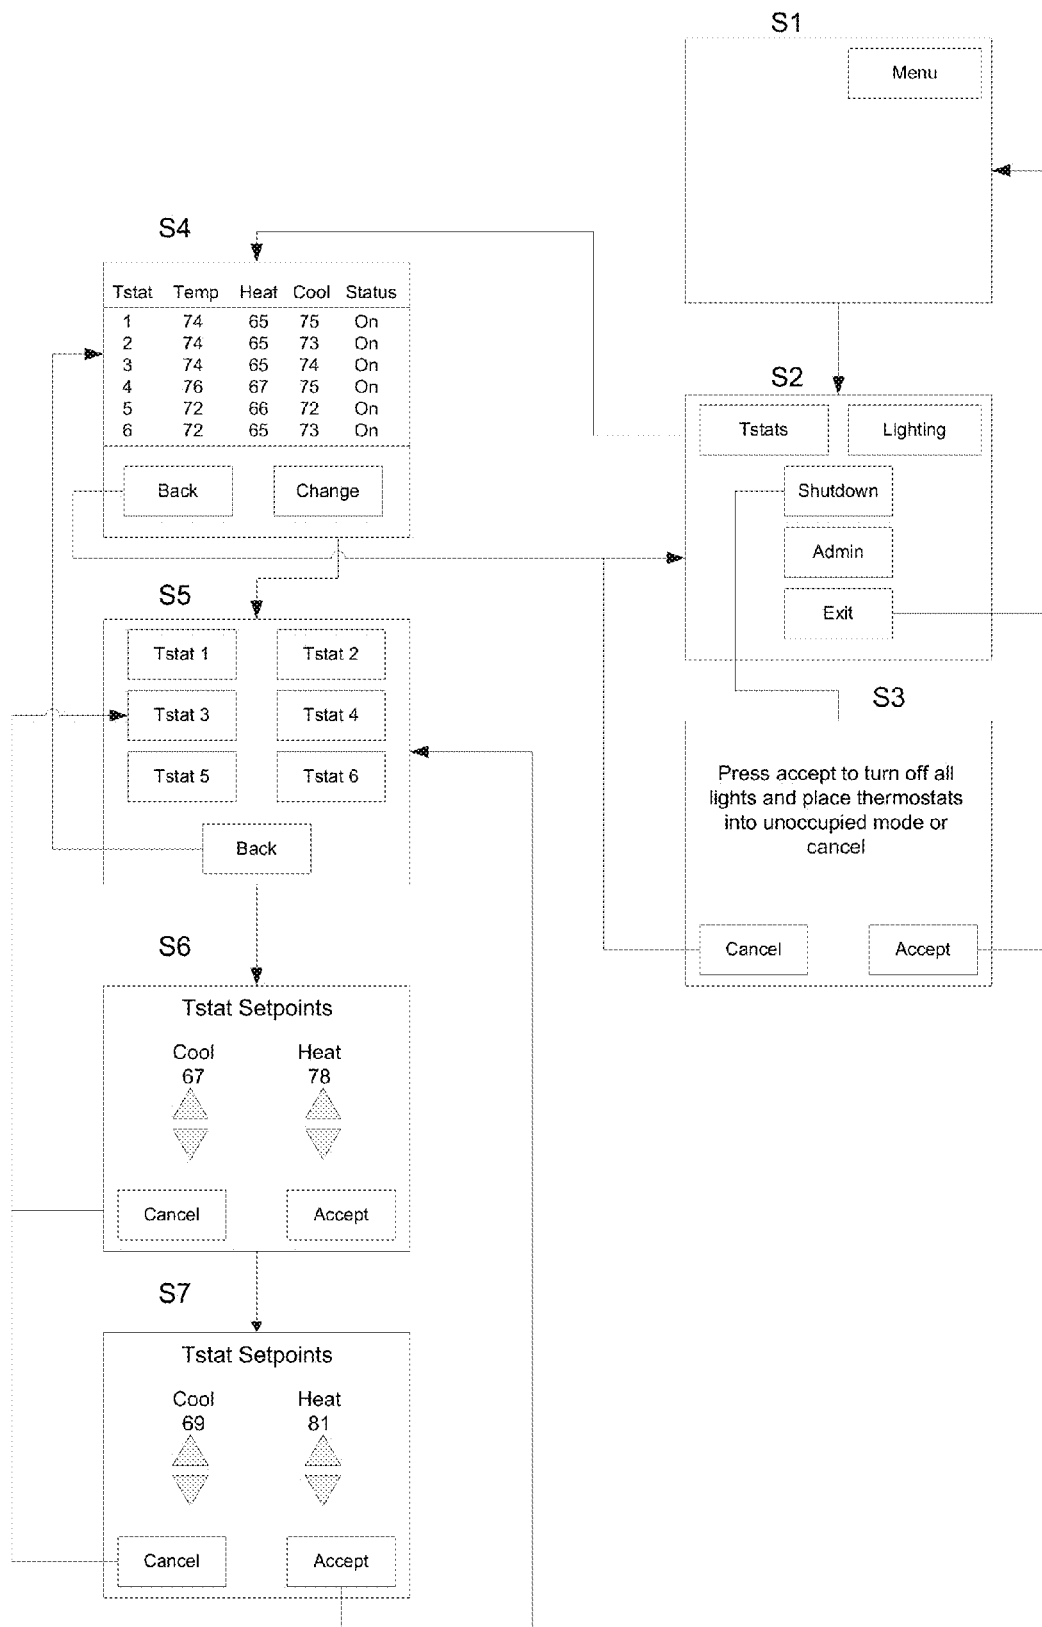 S1
Menu
S4
Tstat Temp Heat Cool Status
1 74 65 75 On
2 74 65 73 On
3 74 65 74 On
4 76 67 75 On
5 72 66 72 On
6 72 65 73 On
Back Change
S2
Tstats Lighting
Shutdown
Admin
Exit
S5
Tstat 1 Tstat 2
Tstat 3 Tstat 4
Tstat 5 Tstat 6
Back
S3
Press accept to turn off all
lights and place thermostats
into unoccupied mode or
cancel
Cancel Accept
S6
Tstat Setpoints
Cool Heat
67 78
Cancel Accept
S7
Tstat Setpoints
Cool Heat
69 81
Cancel Accept